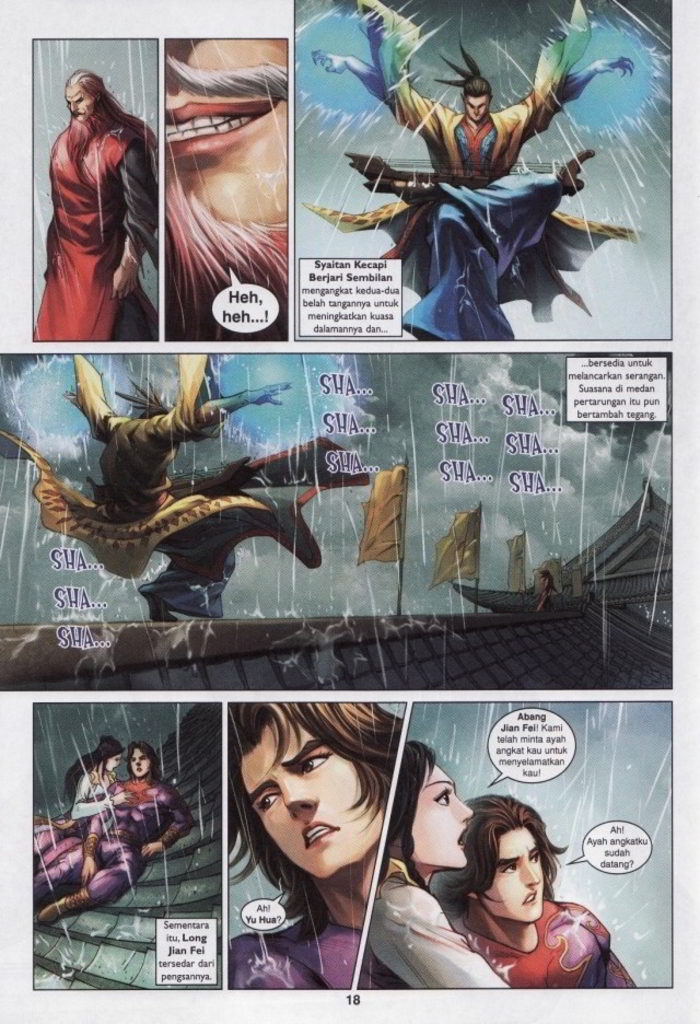 Heh,
heh...!
Syaitan Kecapi
Berjari Sembilan
mengangkat kedua-dua
belah tangannya untuk
meningkatkan kuasa
dalamannya dan...
...bersedia untuk
melancarkan serangan.
Suasana di medan
pertarungan itu pun
bertambah tegang.
SHA...
SHA...
SHA...
SHA...
SHA...
SHA...
SHA...
SHA...
SHA...
SHA...
SHA...
SHA...
Sementara
itu, Long
Jian Fei
tersedar dari
pengsannya.
Ah!
Yu Hua?
Abang
Jian Fei! Kami
telah minta ayah
angkat kau untuk
menyelamatkan
kau!
Ah!
Ayah angkatku
sudah
datang?
18